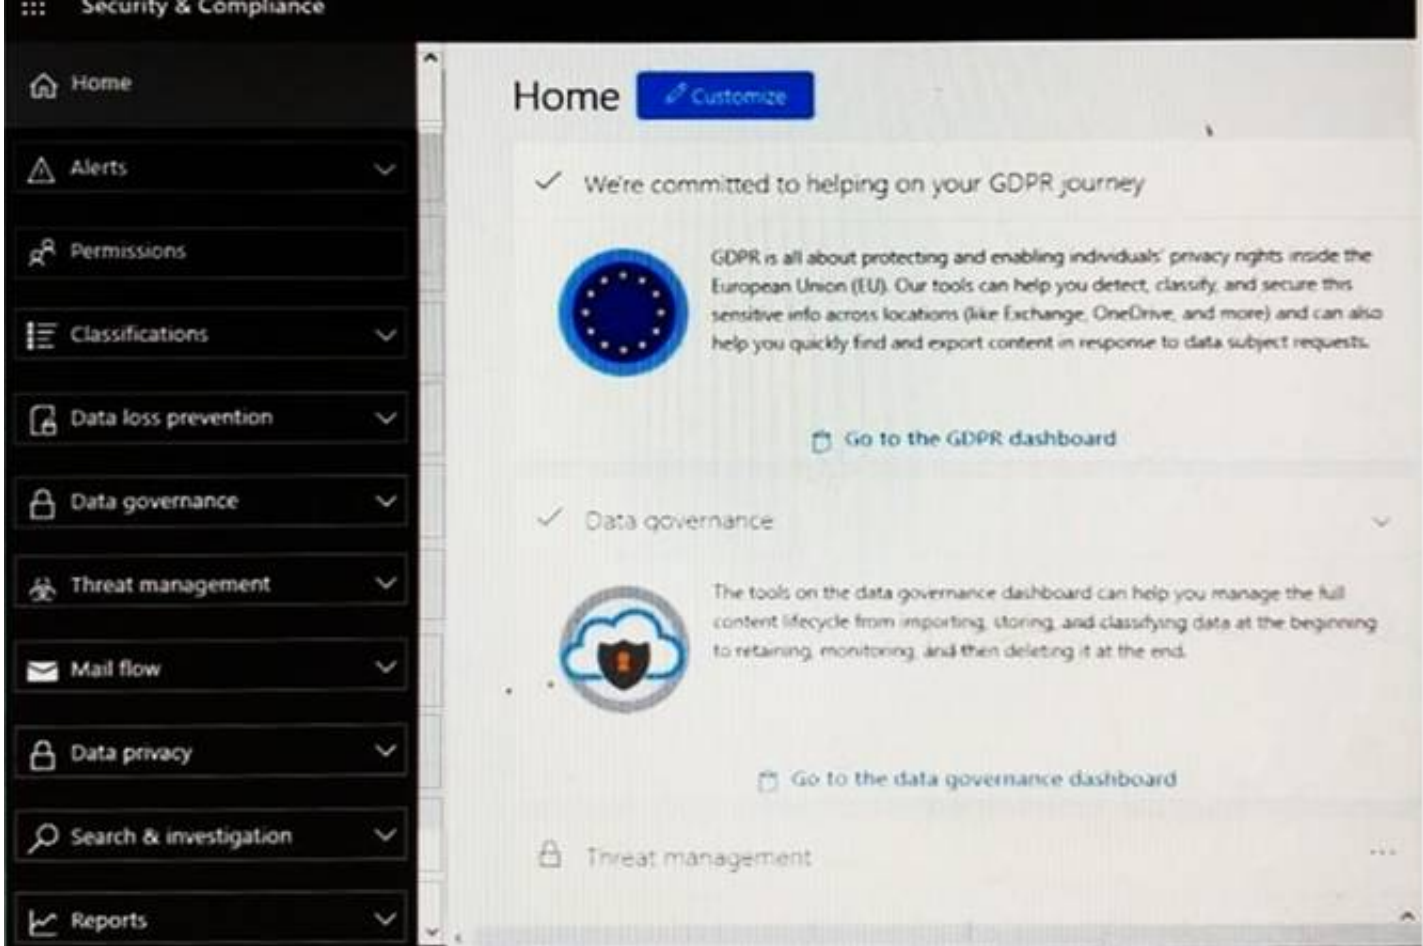 Security & Compliance
Home
Alerts
Permissions
Classifications
Data loss prevention
Data governance
Threat management
Mail flow
Data privacy
Search & investigation
Reports
Home
Customize
We're committed to helping on your GDPR journey
GDPR is all about protecting and enabling individuals' privacy rights inside the
European Union (EU). Our tools can help you detect, classify, and secure this
sensitive info across locations (like Exchange, OneDrive, and more) and can also
help you quickly find and export content in response to data subject requests.
Go to the GDPR dashboard
Data governance
The tools on the data governance dashboard can help you manage the full
content lifecycle from importing, storing, and classifying data at the beginning
to retaining, monitoring, and then deleting it at the end.
Go to the data governance dashboard
Threat management